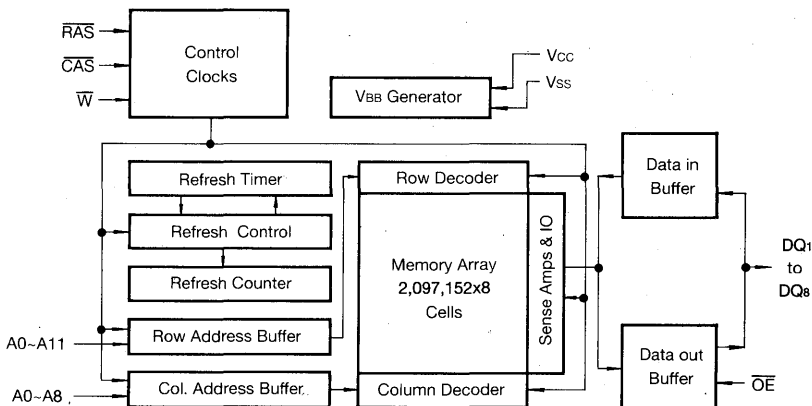 RAS
CAS
W
Control
Clocks
VBB Generator
Vcc
Vss
Refresh Timer
Refresh Control
Refresh Counter
Row Address Buffer
Col. Address Buffer
A0~A11
A0~A8
Row Decoder
Memory Array
2,097,152x8
Cells
Sense Amps & IO
Column Decoder
Data in
Buffer
DQ1
to
DQ8
Data out
Buffer
OE